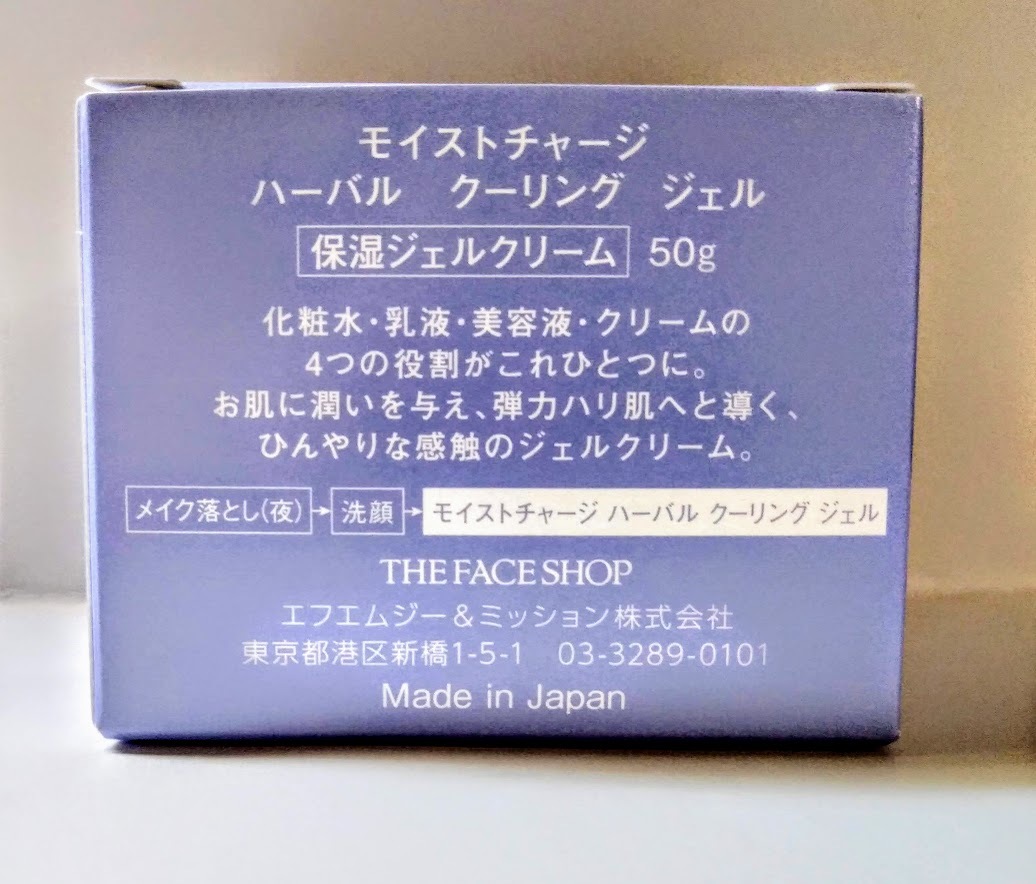 モイストチャージ
ハーバル クーリング ジェル
保湿ジェルクリーム 50g
化粧水・乳液・美容液・クリームの
4つの役割がこれひとつに。
お肌に潤いを与え、弾力ハリ肌へと導く、
ひんやりな感触のジェルクリーム。
メイク落とし(夜)→洗顔→モイストチャージ ハーバル クーリング ジェル
THE FACE SHOP
エフエムジー&ミッション株式会社
東京都港区新橋1-5-1 03-3289-0101
Made in Japan